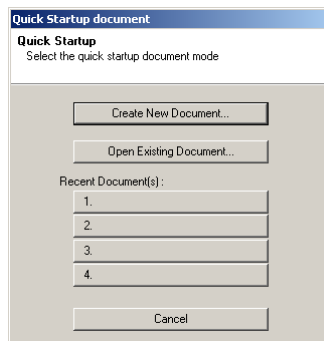 Quick Startup document
Quick Startup
Select the quick startup document mode
Create New Document...
Open Existing Document...
Recent Document(s) :
1.
2.
3.
4.
Cancel